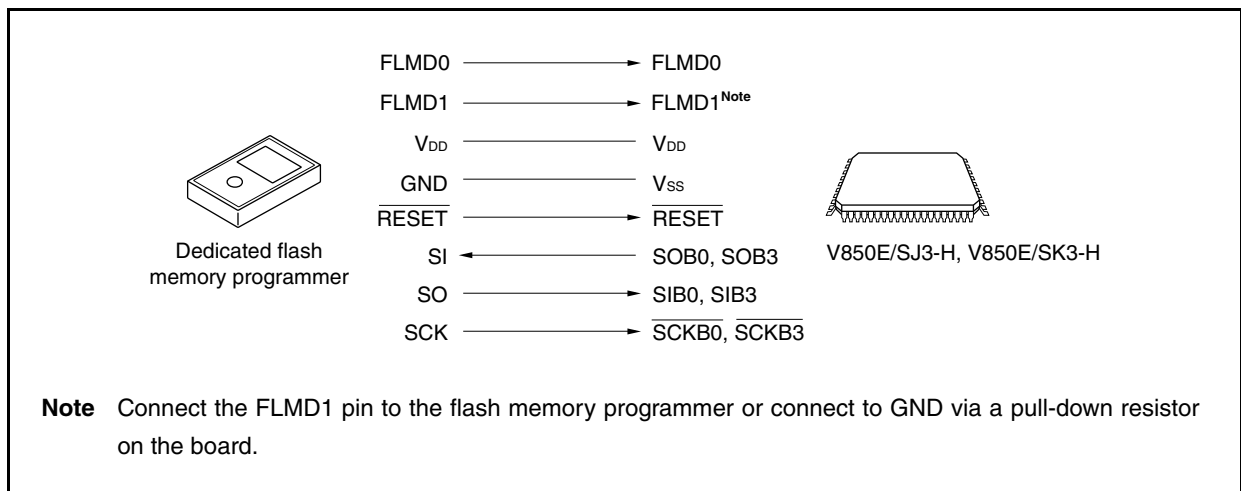 FLMD0 FLMD0
FLMD1 FLMD1Note
VDD VDD
GND VSS
RESET RESET
SI SOB0, SOB3
SO SIB0, SIB3
SCK SCKB0, SCKB3
Dedicated flash
memory programmer
V850E/SJ3-H, V850E/SK3-H
Note Connect the FLMD1 pin to the flash memory programmer or connect to GND via a pull-down resistor
on the board.